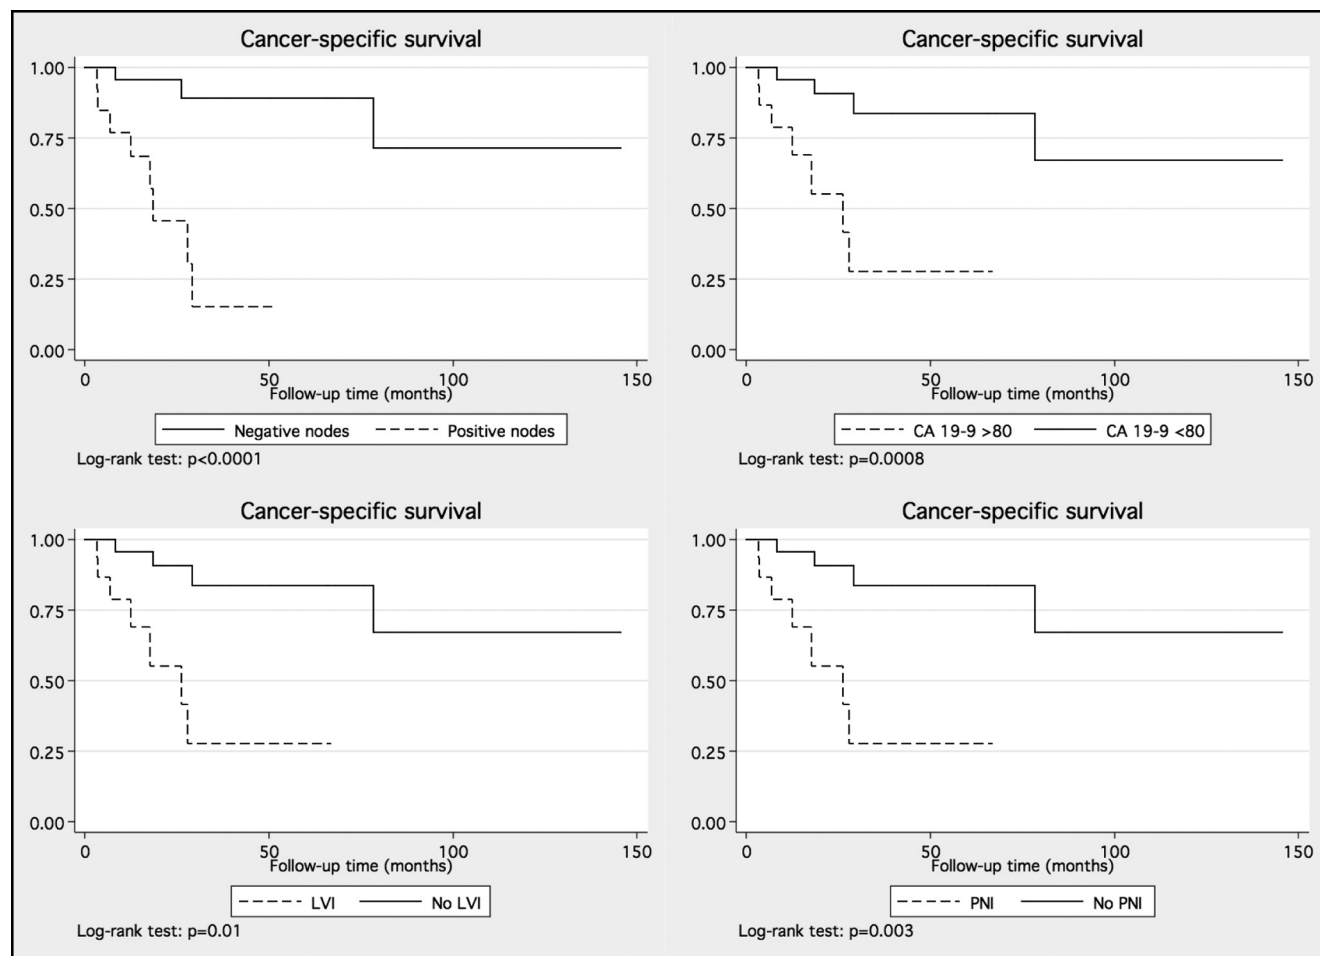 Cancer-specific survival
1.00
0.75
0.50
0.25
0.00
0 50 100 150
Follow-up time (months)
Negative nodes Positive nodes
Log-rank test: p<0.0001
Cancer-specific survival
1.00
0.75
0.50
0.25
0.00
0 50 100 150
Follow-up time (months)
CA 19-9 >80 CA 19-9 <80
Log-rank test: p=0.0008
Cancer-specific survival
1.00
0.75
0.50
0.25
0.00
0 50 100 150
Follow-up time (months)
LVI No LVI
Log-rank test: p=0.01
Cancer-specific survival
1.00
0.75
0.50
0.25
0.00
0 50 100 150
Follow-up time (months)
PNI No PNI
Log-rank test: p=0.003